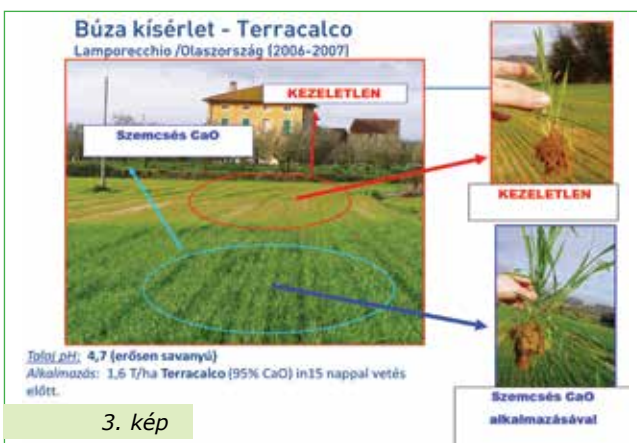 Búza kísérlet - Terracalco
Lamporecchio /Olaszország (2006-2007)
KEZELETLEN
Szemcsés CaO
KEZELETLEN
Talaj pH: 4,7 (erősen savanyú)
Alkalmazás: 1,6 T/ha Terracalco (95% CaO) in15 nappal vetés
előtt.
Szemcsés CaO
alkalmazásával
3. kép